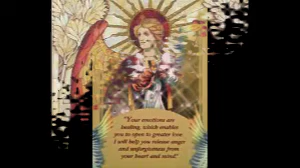 "Your emotions are
healing, which enables
you to open to greater love.
I will help you release anger
and unforgiveness from
your heart and mind."